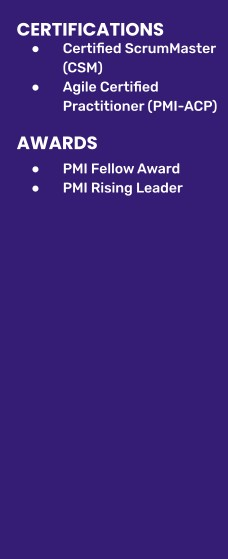 CERTIFICATIONS
● Certified ScrumMaster
(CSM)
● Agile Certified
Practitioner (PMI-ACP)
AWARDS
● PMI Fellow Award
● PMI Rising Leader